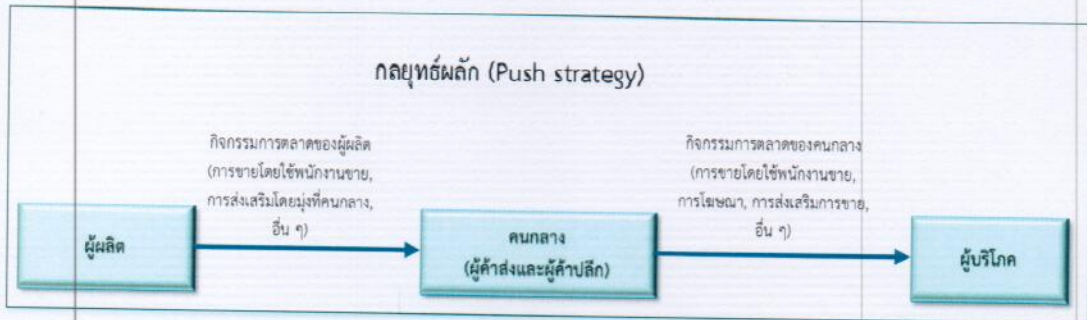 กลยุทธ์ผลัก (Push strategy)
กิจกรรมการตลาดของผู้ผลิต
(การขายโดยใช้พนักงานขาย,
การส่งเสริมโดยมุ่งที่คนกลาง,
อื่น ๆ)
กิจกรรมการตลาดของคนกลาง
(การขายโดยใช้พนักงานขาย,
การโฆษณา, การส่งเสริมการขาย,
อื่น ๆ)
ผู้ผลิต
คนกลาง
(ผู้ค้าส่งและผู้ค้าปลีก)
ผู้บริโภค